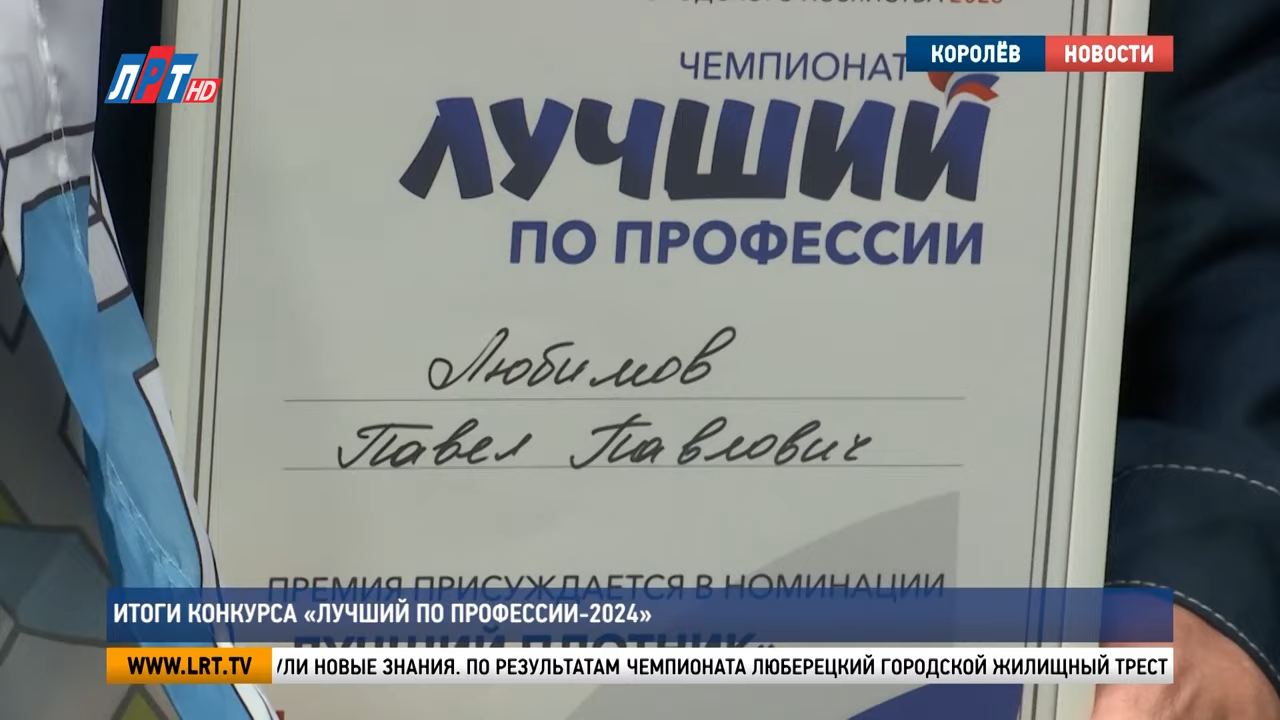 ЛРТ HD
КОРОЛЁВ НОВОСТИ
ЧЕМПИОНАТ
ЛУЧШИЙ
ПО ПРОФЕССИИ
Любимов
Павел Павлович
ПРЕМИЯ ПРИСУЖДАЕТСЯ В НОМИНАЦИИ
ИТОГИ КОНКУРСА «ЛУЧШИЙ ПО ПРОФЕССИИ-2024»
WWW.LRT.TV УЛИ НОВЫЕ ЗНАНИЯ. ПО РЕЗУЛЬТАТАМ ЧЕМПИОНАТА ЛЮБЕРЕЦКИЙ ГОРОДСКОЙ ЖИЛИЩНЫЙ ТРЕСТ